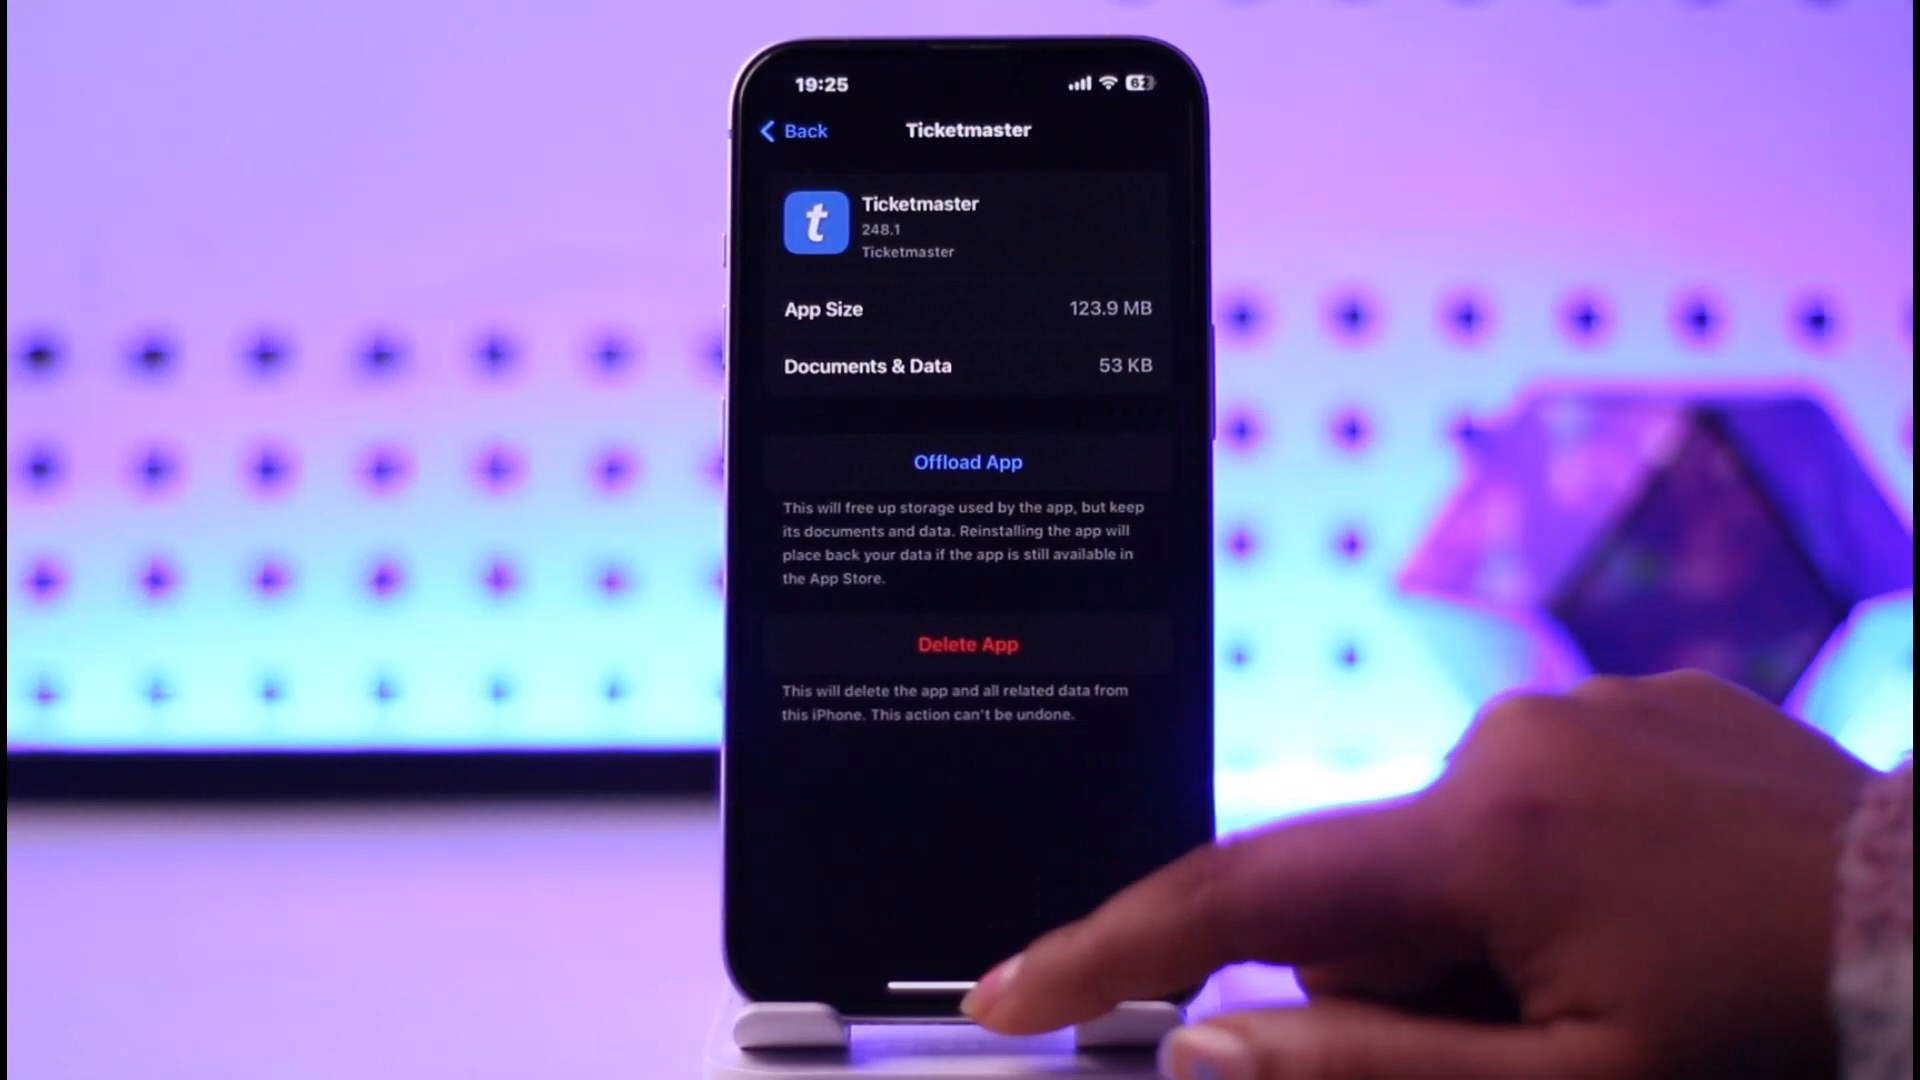 19:25
62
Back
Ticketmaster
t
Ticketmaster
248.1
Ticketmaster
App Size
123.9 MB
Documents & Data
53 KB
Offload App
This will free up storage used by the app, but keep
its documents and data. Reinstalling the app will
place back your data if the app is still available in
the App Store.
Delete App
This will delete the app and all related data from
this iPhone. This action can't be undone.